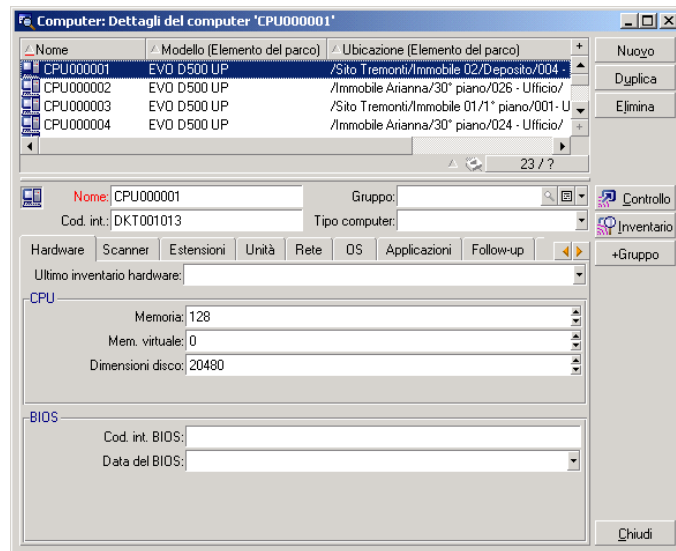 Computer: Dettagli del computer 'CPU000001'
Nome Modello (Elemento del parco) Ubicazione (Elemento del parco) +
CPU000001 EVO D500 UP /Sito Tremonti/Immobile 02/Deposito/004 -
CPU000002 EVO D500 UP /Immobile Arianna/30° piano/026 - Ufficio/
CPU000003 EVO D500 UP /Sito Tremonti/Immobile 01/1° piano/001- U
CPU000004 EVO D500 UP /Immobile Arianna/30° piano/024 - Ufficio/ +
23 / ?
Nuovo
Duplica
Elimina
Nome: CPU000001 Gruppo:
Cod. int.: DKT001013 Tipo computer:
Controllo
Inventario
+Gruppo
Hardware Scanner Estensioni Unità Rete OS Applicazioni Follow-up
Ultimo inventario hardware:
CPU
Memoria: 128
Mem. virtuale: 0
Dimensioni disco: 20480
BIOS
Cod. int. BIOS:
Data del BIOS:
Chiudi